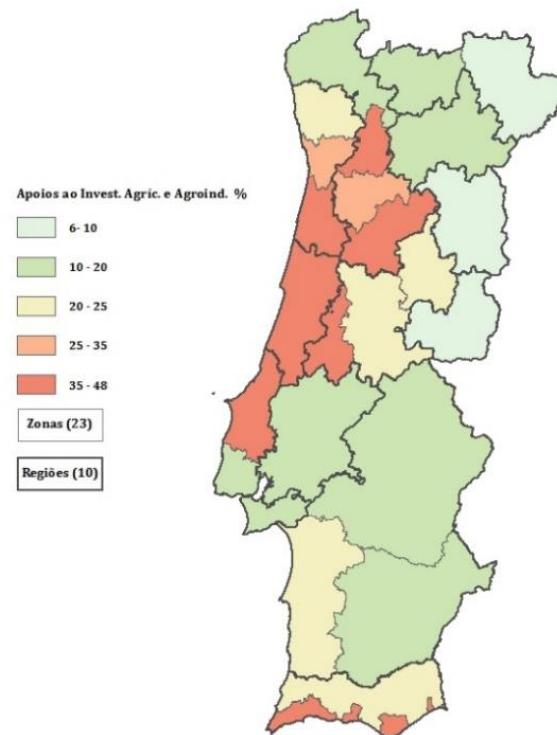 Apoios ao Invest. Agríc. e Agroind. %
6- 10
10 - 20
20 - 25
25 - 35
35 - 48
Zonas (23)
Regiões (10)